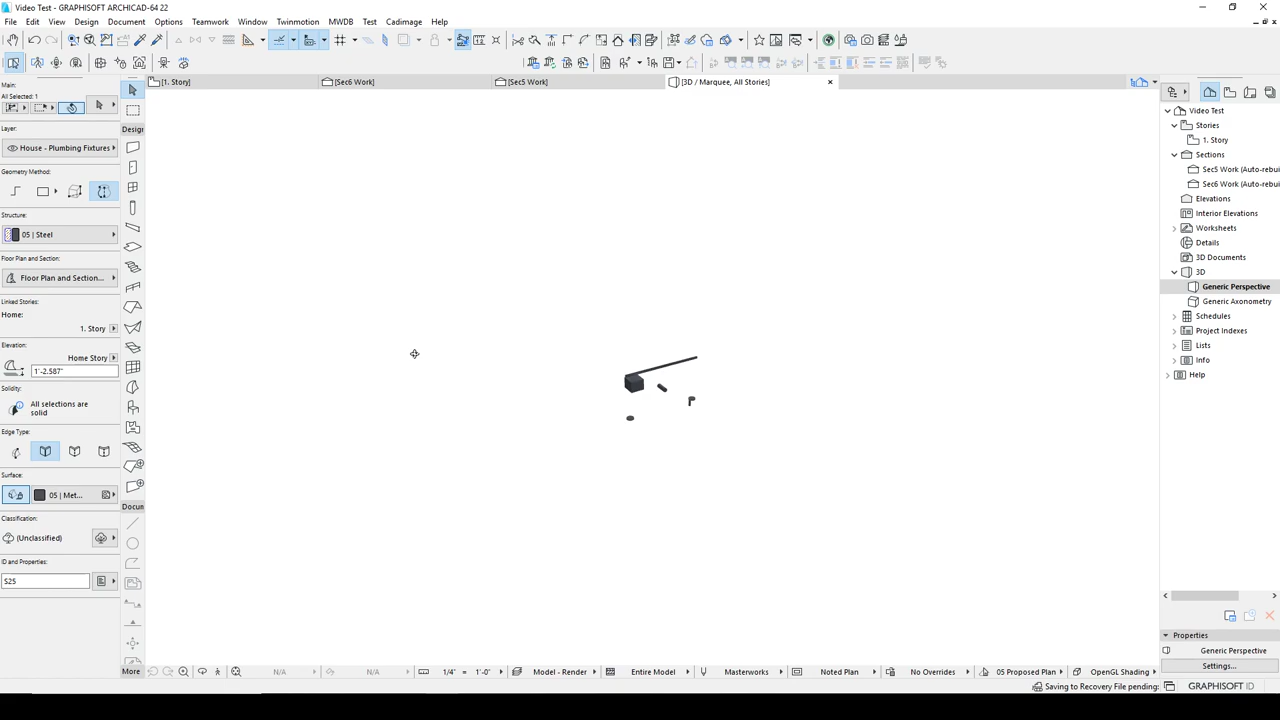 Video Test - GRAPHISOFT ARCHICAD-64 22
File Edit View Design Document Options Teamwork Window Twinmotion MWDB Test Cadimage Help
[1. Story] [Sec6 Work] [Sec5 Work] [3D / Marquee, All Stories]
Main:
All Selected: 1
Layer:
House - Plumbing Fixtures
Geometry Method:
Structure:
05 | Steel
Floor Plan and Section:
Floor Plan and Section...
Linked Stories:
Home:
1. Story
Elevation:
Home Story
1'-2.587"
Solidity:
All selections are
solid
Edge Type:
Surface:
05 | Met...
Classification:
(Unclassified)
ID and Properties:
S25
Desigr
Docun
More
Video Test
Stories
1. Story
Sections
Sec5 Work (Auto-rebui
Sec6 Work (Auto-rebui
Elevations
Interior Elevations
Worksheets
Details
3D Documents
3D
Generic Perspective
Generic Axonometry
Schedules
Project Indexes
Lists
Info
Help
Properties
Generic Perspective
Settings...
N/A N/A 1/4" = 1'-0" Model - Render Entire Model Masterworks Noted Plan No Overrides 05 Proposed Plan OpenGL Shading
Saving to Recovery File pending: GRAPHISOFT ID